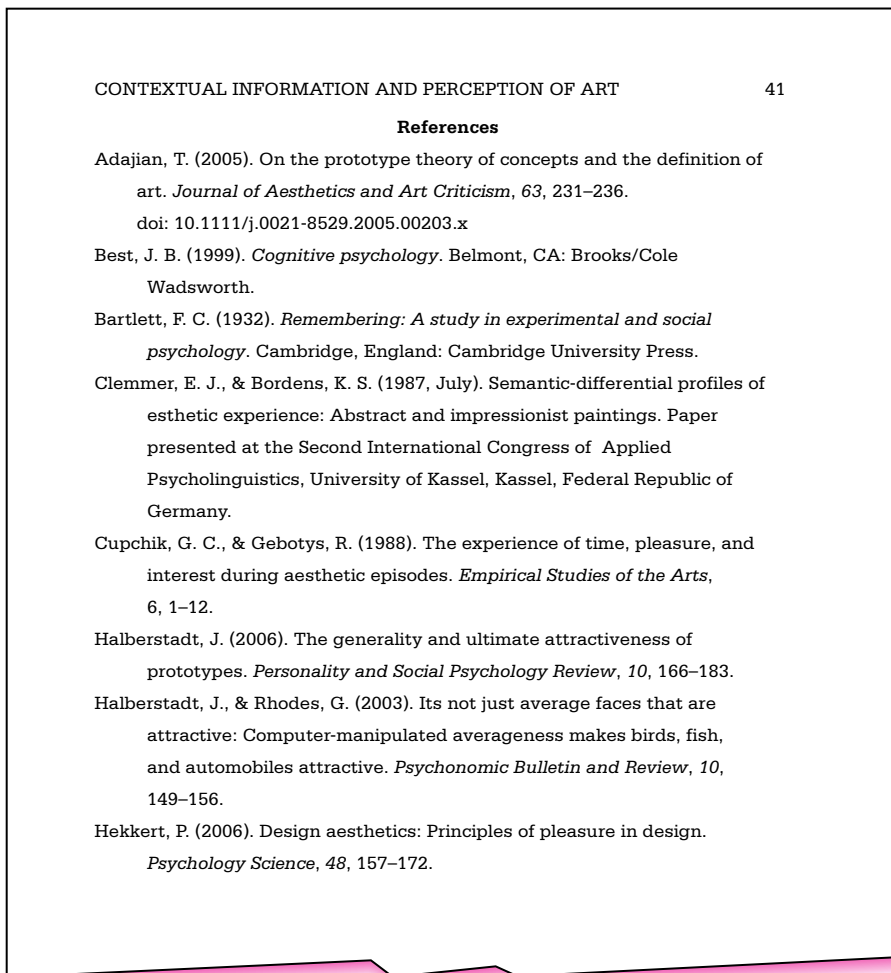 CONTEXTUAL INFORMATION AND PERCEPTION OF ART 41
References
Adajian, T. (2005). On the prototype theory of concepts and the definition of
art. Journal of Aesthetics and Art Criticism, 63, 231–236.
doi: 10.1111/j.0021-8529.2005.00203.x
Best, J. B. (1999). Cognitive psychology. Belmont, CA: Brooks/Cole
Wadsworth.
Bartlett, F. C. (1932). Remembering: A study in experimental and social
psychology. Cambridge, England: Cambridge University Press.
Clemmer, E. J., & Bordens, K. S. (1987, July). Semantic-differential profiles of
esthetic experience: Abstract and impressionist paintings. Paper
presented at the Second International Congress of Applied
Psycholinguistics, University of Kassel, Kassel, Federal Republic of
Germany.
Cupchik, G. C., & Gebotys, R. (1988). The experience of time, pleasure, and
interest during aesthetic episodes. Empirical Studies of the Arts,
6, 1–12.
Halberstadt, J. (2006). The generality and ultimate attractiveness of
prototypes. Personality and Social Psychology Review, 10, 166–183.
Halberstadt, J., & Rhodes, G. (2003). Its not just average faces that are
attractive: Computer-manipulated averageness makes birds, fish,
and automobiles attractive. Psychonomic Bulletin and Review, 10,
149–156.
Hekkert, P. (2006). Design aesthetics: Principles of pleasure in design.
Psychology Science, 48, 157–172.